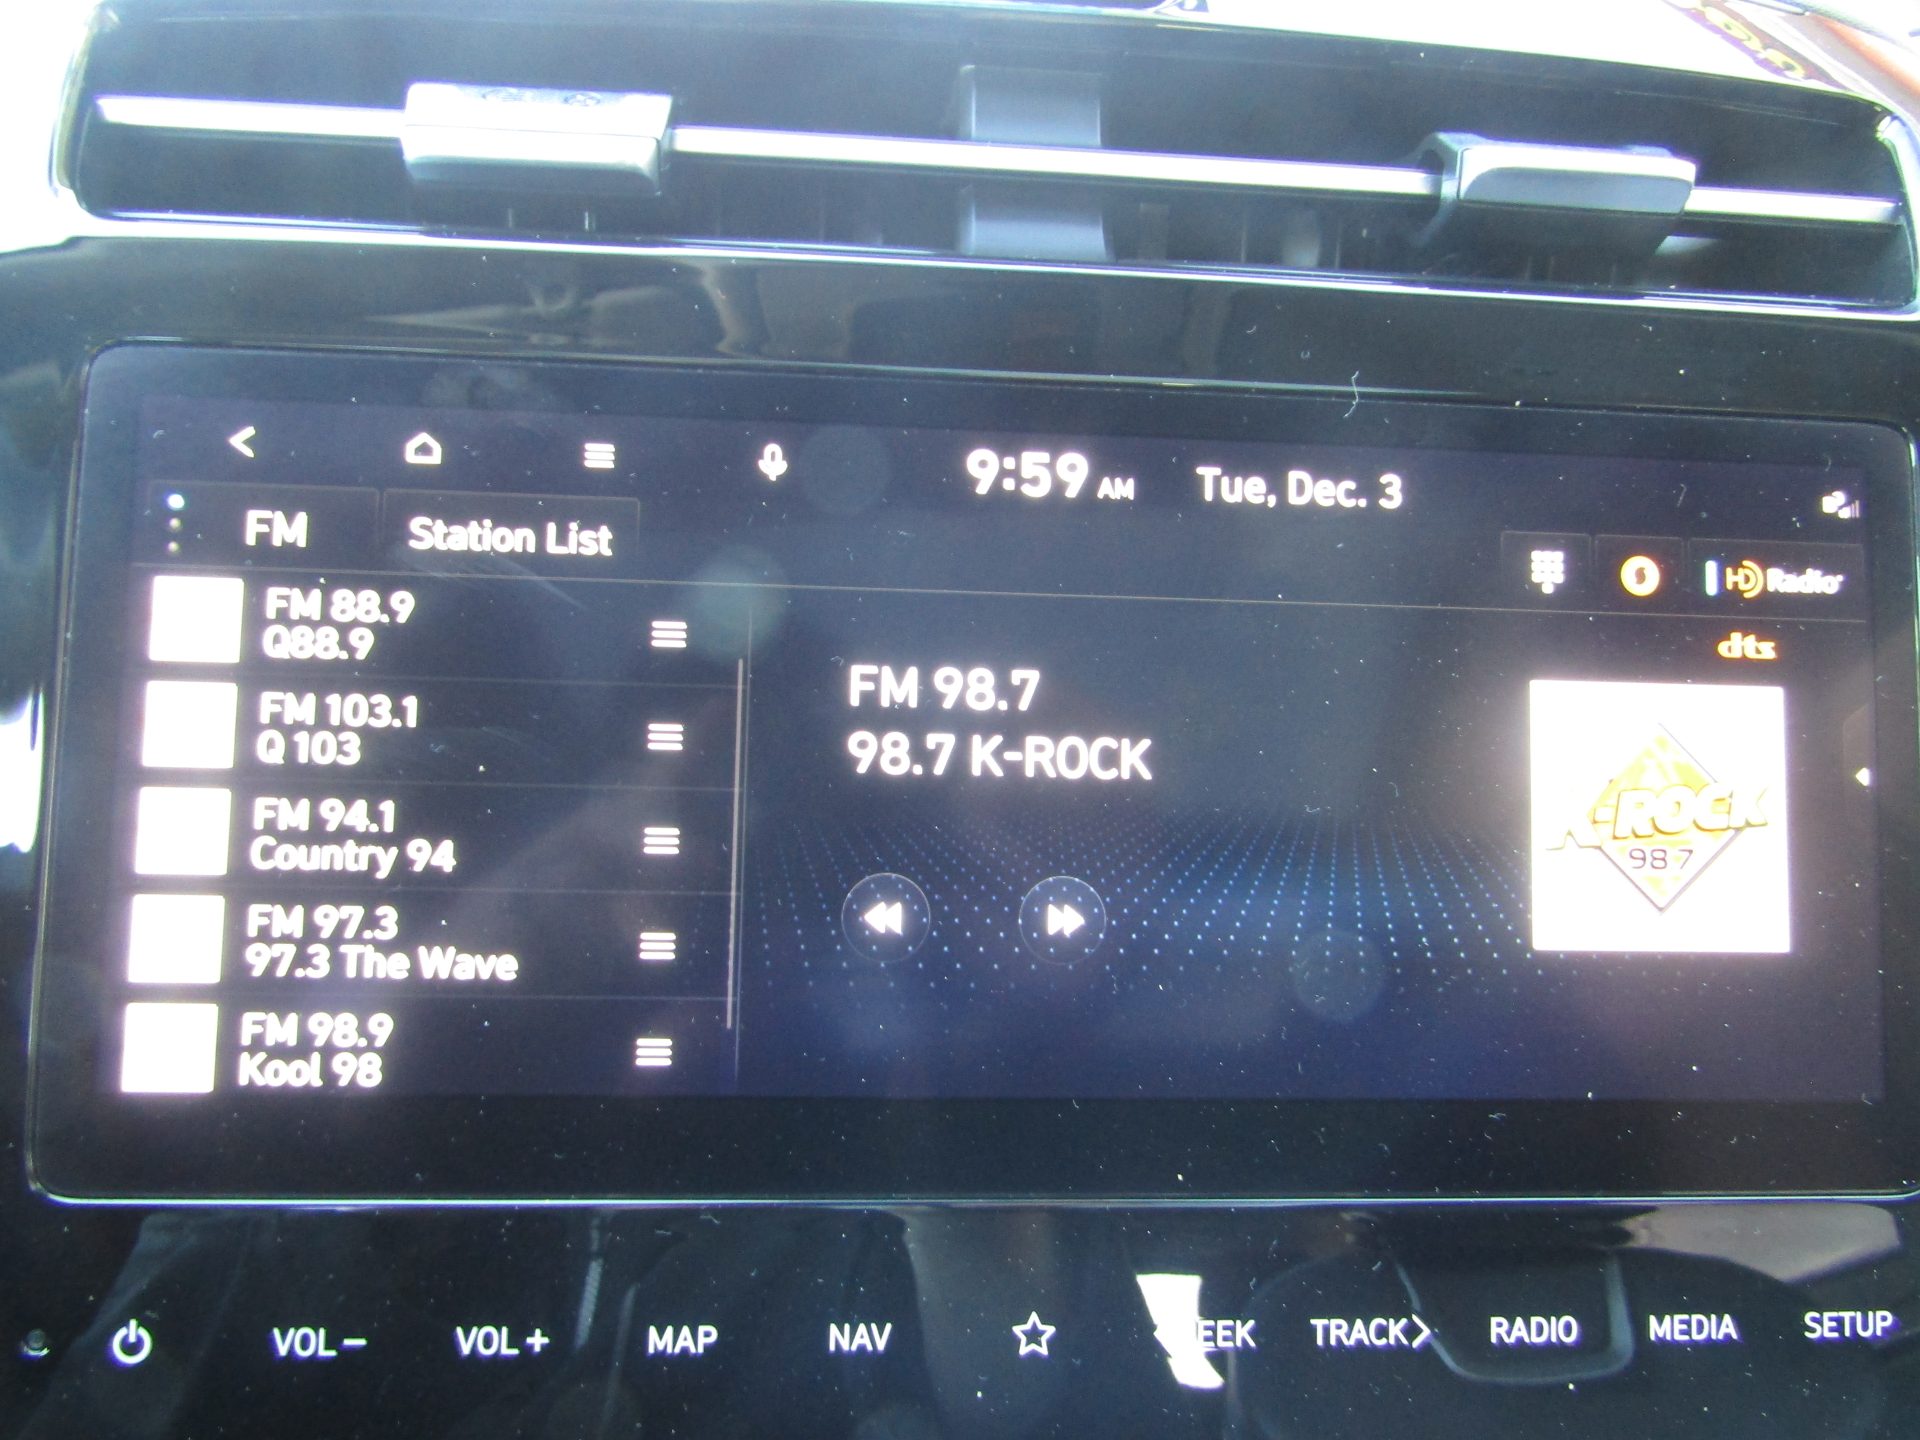 9:59 AM Tue, Dec. 3
FM Station List
HD Radio
dts
FM 88.9
Q88.9
FM 103.1
Q 103
FM 94.1
Country 94
FM 97.3
97.3 The Wave
FM 98.9
Kool 98
FM 98.7
98.7 K-ROCK
K-ROCK
98.7
VOL- VOL+ MAP NAV TRACK> RADIO MEDIA SETUP